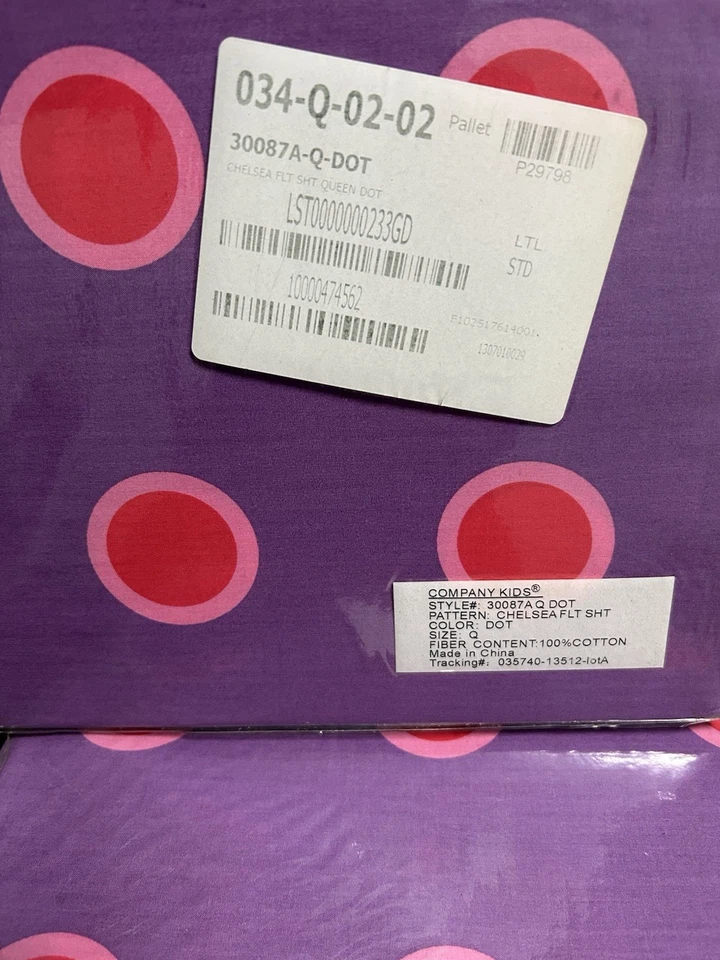 034-Q-02-02
Pallet
P29798
30087A-Q-DOT
CHELSEA FLT SHT QUEEN DOT
LST0000000233GD
LTL
STD
10000474562
1307010029
COMPANY KIDS®
STYLE#: 30087A Q DOT
PATTERN: CHELSEA FLT SHT
COLOR: DOT
SIZE: Q
FIBER CONTENT:100%COTTON
Made in China
Tracking#: 035740-13512-lotA